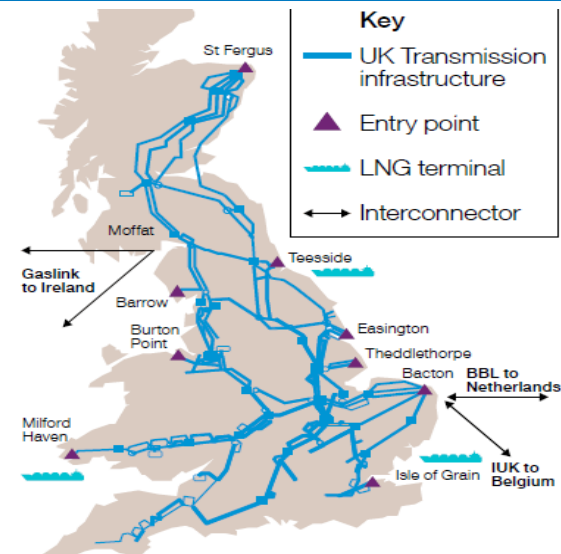 Key
UK Transmission
infrastructure
Entry point
LNG terminal
Interconnector
St Fergus
Moffat
Gaslink
to Ireland
Teesside
Barrow
Burton
Point
Easington
Theddlethorpe
Bacton
BBL to
Netherlands
Milford
Haven
Isle of Grain
IUK to
Belgium